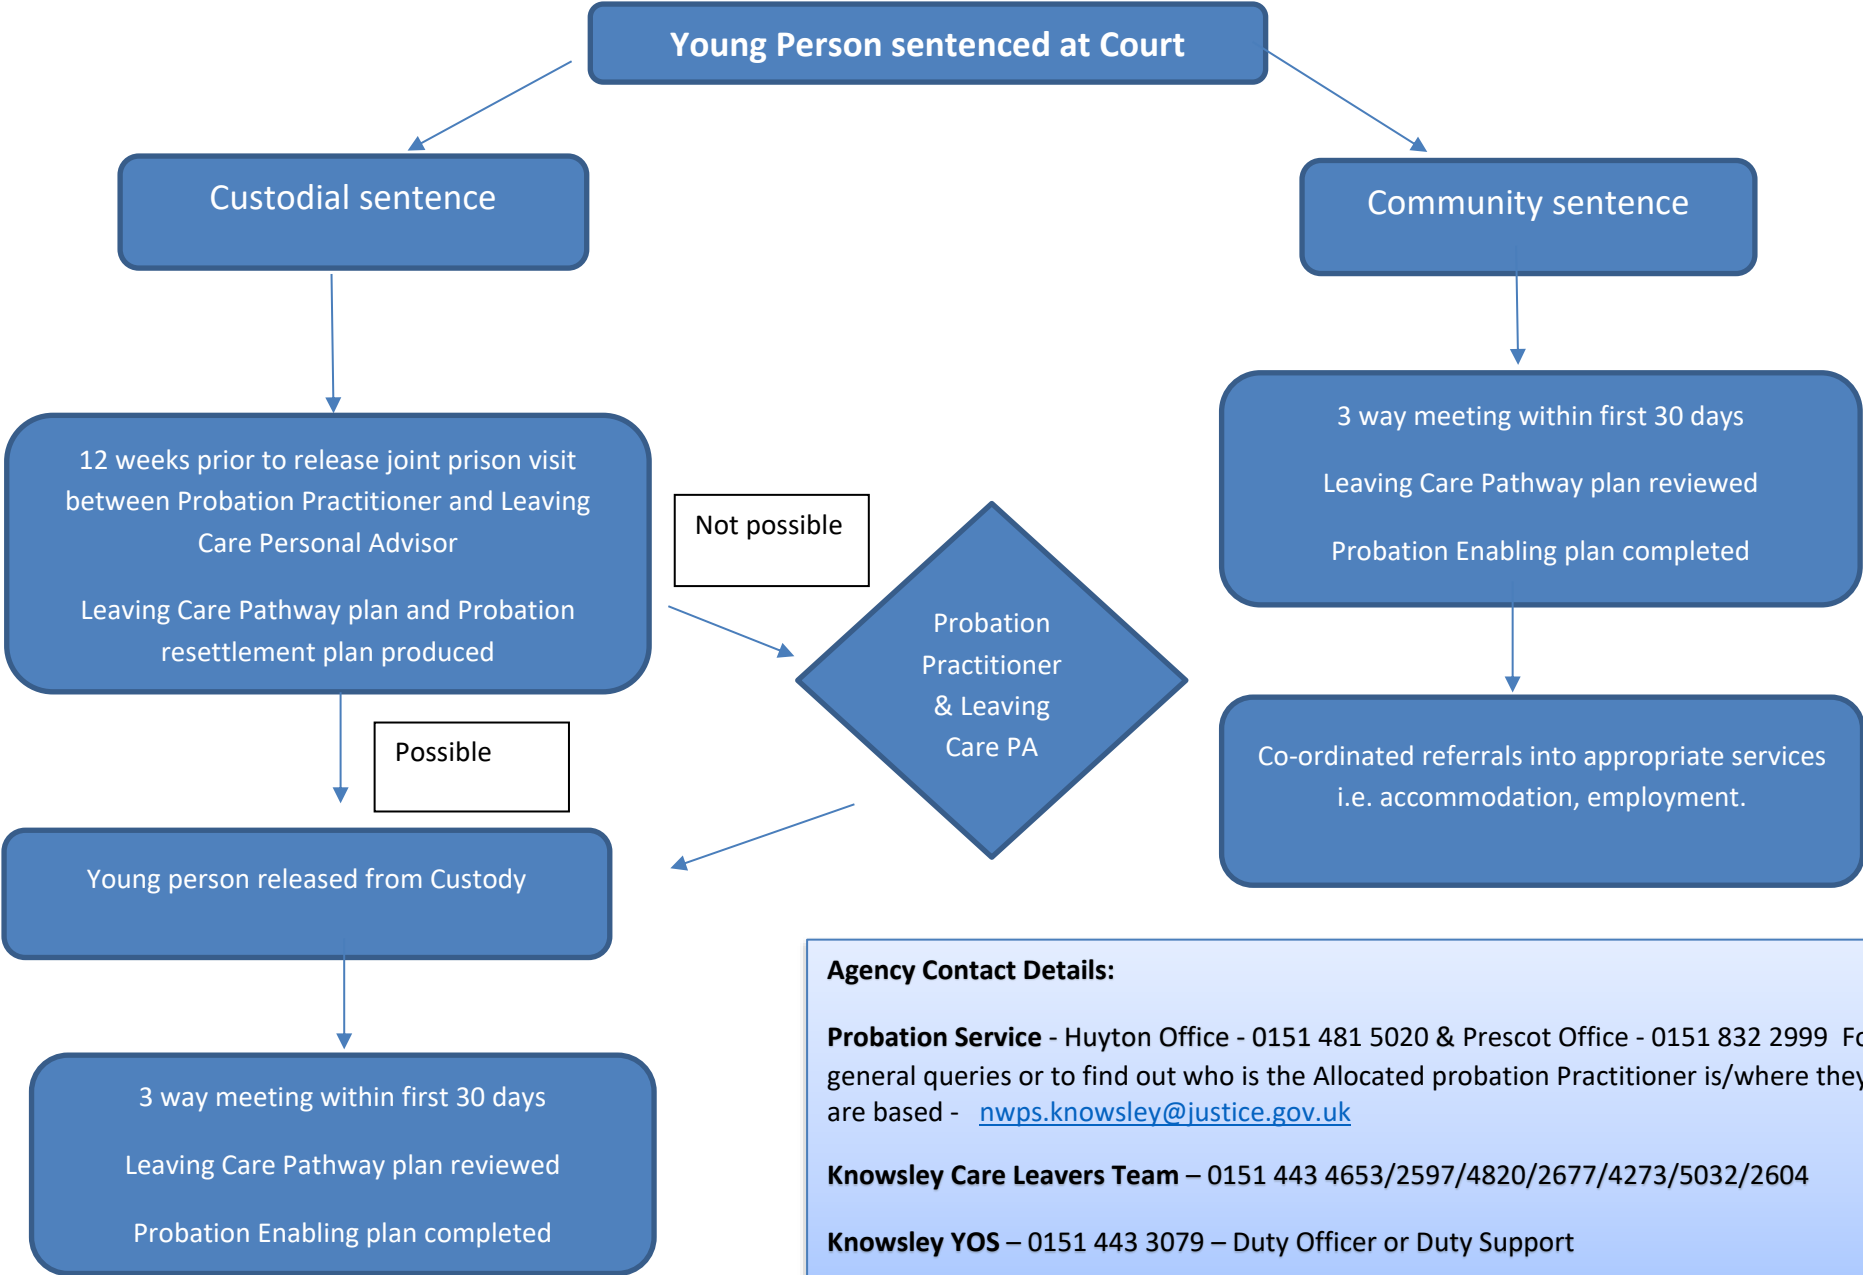 Young Person sentenced at Court
Custodial sentence
Community sentence
12 weeks prior to release joint prison visit
between Probation Practitioner and Leaving
Care Personal Advisor
Leaving Care Pathway plan and Probation
resettlement plan produced
Not possible
Probation
Practitioner
& Leaving
Care PA
3 way meeting within first 30 days
Leaving Care Pathway plan reviewed
Probation Enabling plan completed
Possible
Co-ordinated referrals into appropriate services
i.e. accommodation, employment.
Young person released from Custody
3 way meeting within first 30 days
Leaving Care Pathway plan reviewed
Probation Enabling plan completed
Agency Contact Details:
Probation Service - Huyton Office - 0151 481 5020 & Prescot Office - 0151 832 2999 Fo
general queries or to find out who is the Allocated probation Practitioner is/where they
are based - nwps.knowsley@justice.gov.uk
Knowsley Care Leavers Team – 0151 443 4653/2597/4820/2677/4273/5032/2604
Knowsley YOS – 0151 443 3079 – Duty Officer or Duty Support